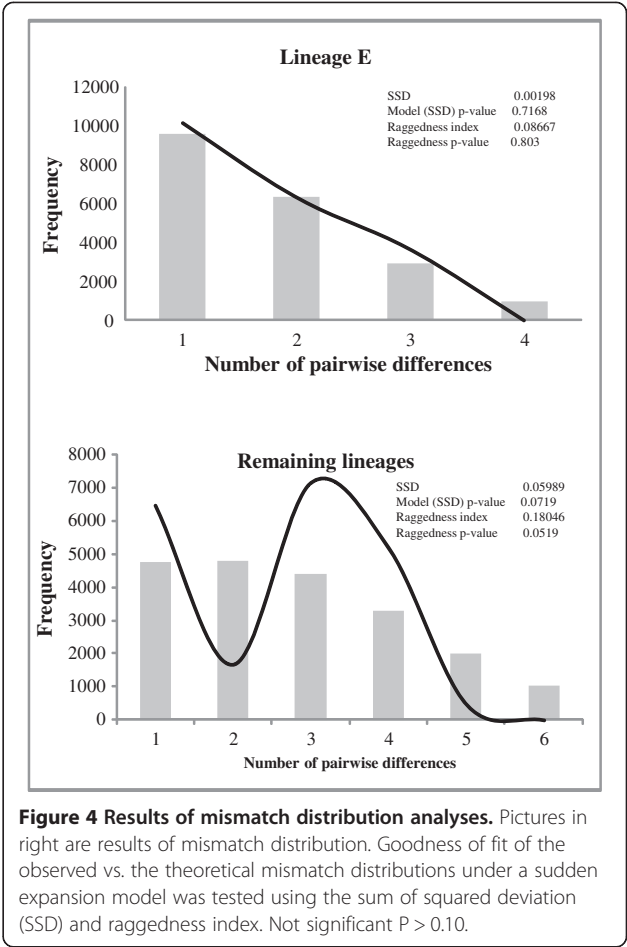 Lineage E
12000
10000
8000
6000
4000
2000
0
Frequency
SSD 0.00198
Model (SSD) p-value 0.7168
Raggedness index 0.08667
Raggedness p-value 0.803
1 2 3 4
Number of pairwise differences
Remaining lineages
8000
7000
6000
5000
4000
3000
2000
1000
0
Frequency
SSD 0.05989
Model (SSD) p-value 0.0719
Raggedness index 0.18046
Raggedness p-value 0.0519
1 2 3 4 5 6
Number of pairwise differences
Figure 4 Results of mismatch distribution analyses. Pictures in
right are results of mismatch distribution. Goodness of fit of the
observed vs. the theoretical mismatch distributions under a sudden
expansion model was tested using the sum of squared deviation
(SSD) and raggedness index. Not significant P > 0.10.